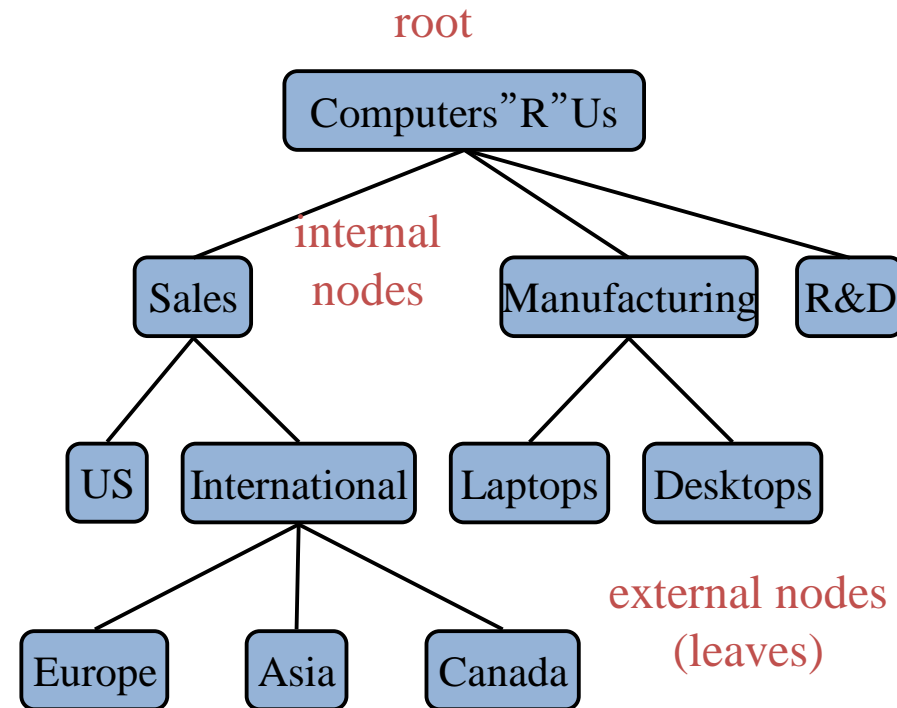 root
Computers”R”Us
internal
nodes
Sales
Manufacturing
R&D
US
International
Laptops
Desktops
external nodes
(leaves)
Europe
Asia
Canada